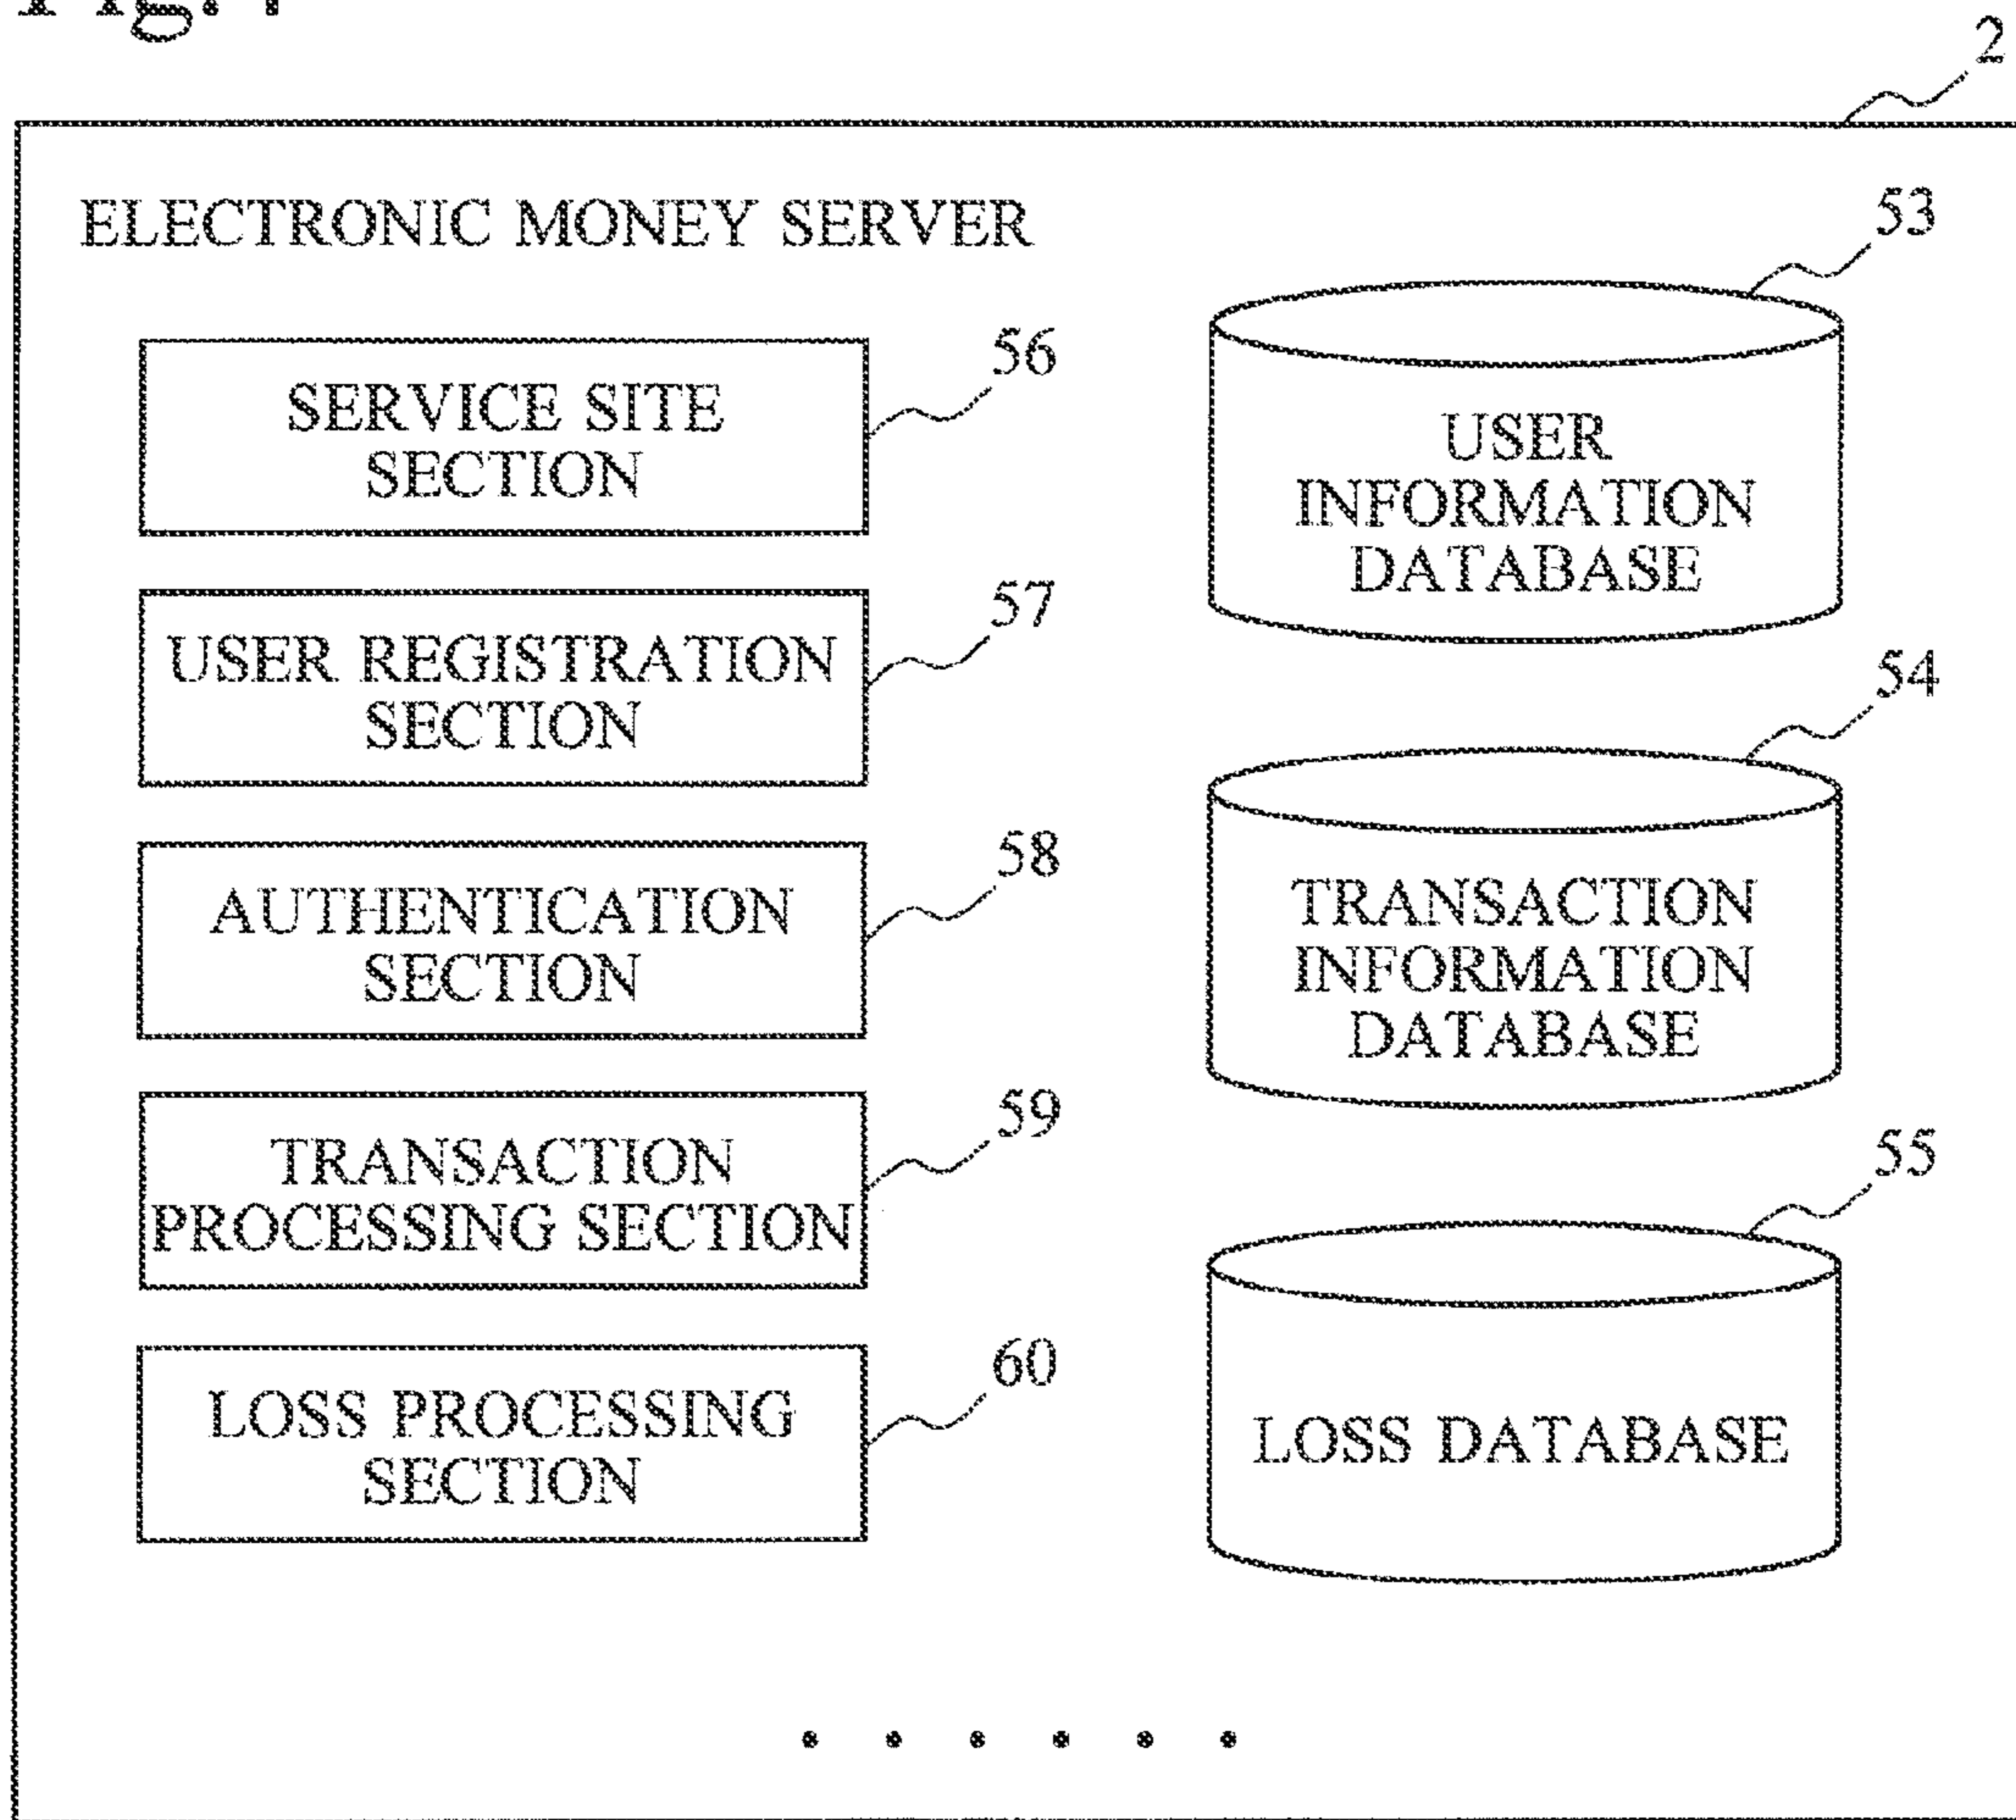 2
ELECTRONIC MONEY SERVER
56
SERVICE SITE
SECTION
57
USER REGISTRATION
SECTION
58
AUTHENTICATION
SECTION
59
TRANSACTION
PROCESSING SECTION
60
LOSS PROCESSING
SECTION
53
USER
INFORMATION
DATABASE
54
TRANSACTION
INFORMATION
DATABASE
55
LOSS DATABASE